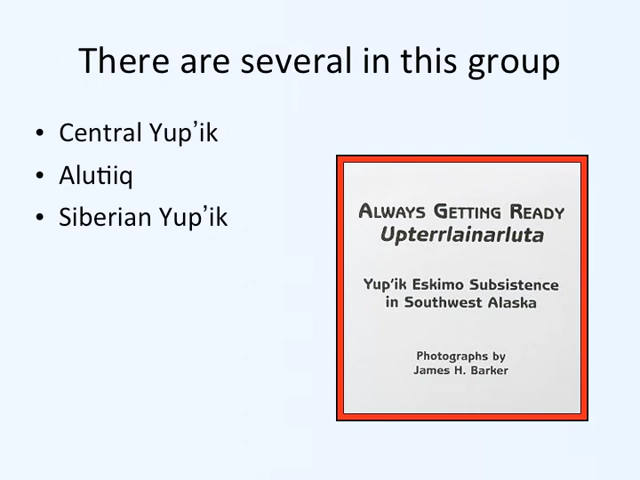 There are several in this group
• Central Yup’ik
• Alutiiq
• Siberian Yup’ik
ALWAYS GETTING READY
Upterrlainarluta
Yup'ik Eskimo Subsistence
in Southwest Alaska
Photographs by
James H. Barker